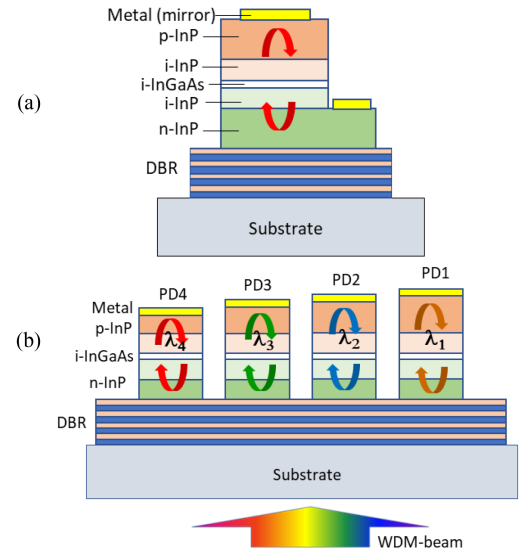 Metal (mirror)
p-InP
i-InP
(a)
i-InGaAs
i-InP
n-InP
DBR
Substrate
PD4
PD3
PD2
PD1
Metal
p-InP
(b)
λ4
λ3
λ2
λ1
i-InGaAs
n-InP
DBR
Substrate
WDM-beam